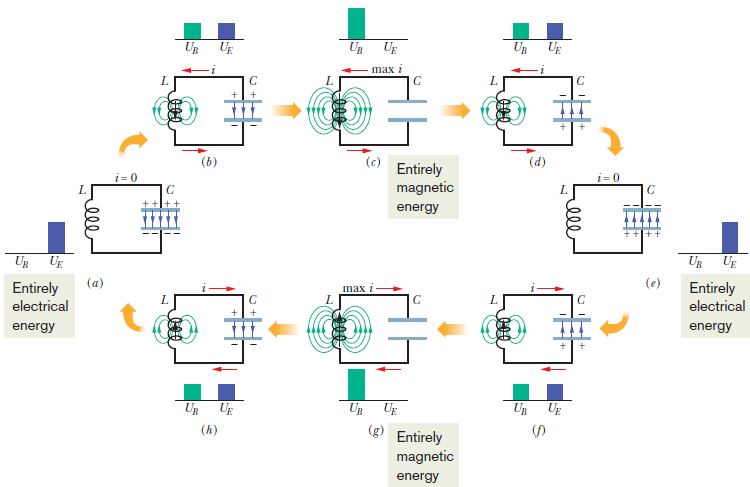 U_B U_E
U_B U_E
U_B U_E
i
max i
i
L C
L C
L C
+ +
– –
– –
+ +
(b)
(c)
(d)
Entirely
magnetic
energy
i = 0
L C
+ + + +
– – – –
(a)
U_B U_E
Entirely
electrical
energy
i = 0
L C
– – – –
+ + + +
(e)
U_B U_E
Entirely
electrical
energy
i
max i
i
L C
L C
L C
+ +
– –
– –
+ +
U_B U_E
U_B U_E
U_B U_E
(h)
(g)
(f)
Entirely
magnetic
energy